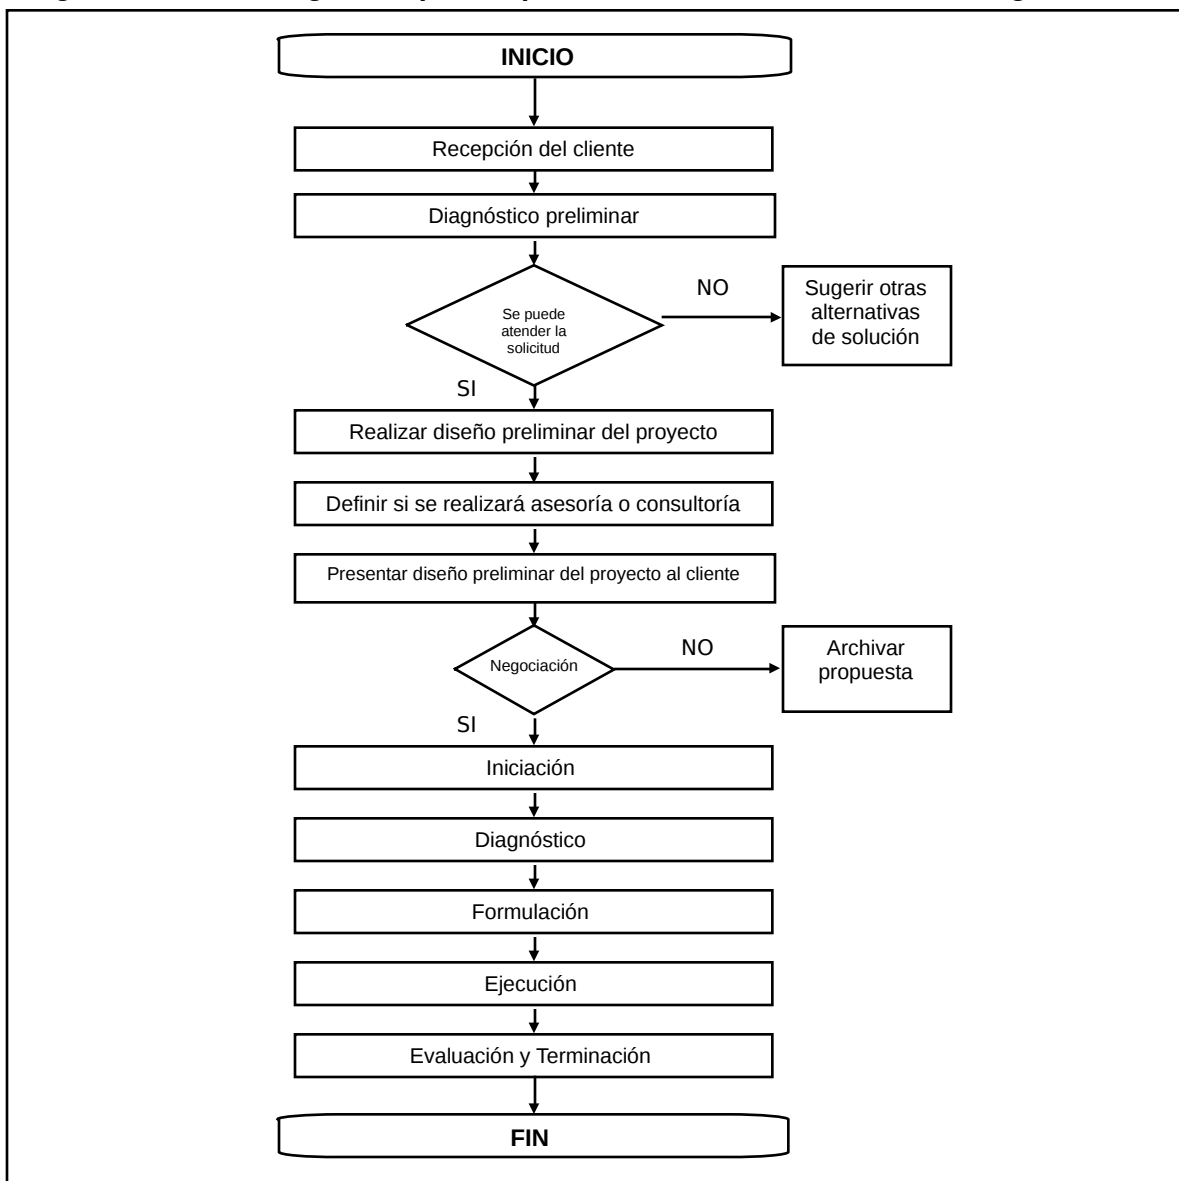 INICIO
Recepción del cliente
Diagnóstico preliminar
Se puede
atender la
solicitud
NO
Sugerir otras
alternativas
de solución
SI
Realizar diseño preliminar del proyecto
Definir si se realizará asesoría o consultoría
Presentar diseño preliminar del proyecto al cliente
Negociación
NO
Archivar
propuesta
SI
Iniciación
Diagnóstico
Formulación
Ejecución
Evaluación y Terminación
FIN